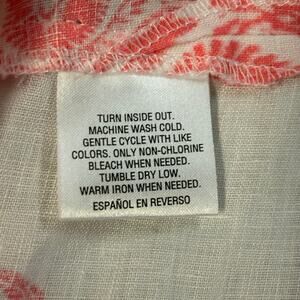 TURN INSIDE OUT.
MACHINE WASH COLD.
GENTLE CYCLE WITH LIKE
COLORS. ONLY NON-CHLORINE
BLEACH WHEN NEEDED.
TUMBLE DRY LOW.
WARM IRON WHEN NEEDED.
ESPAÑOL EN REVERSO